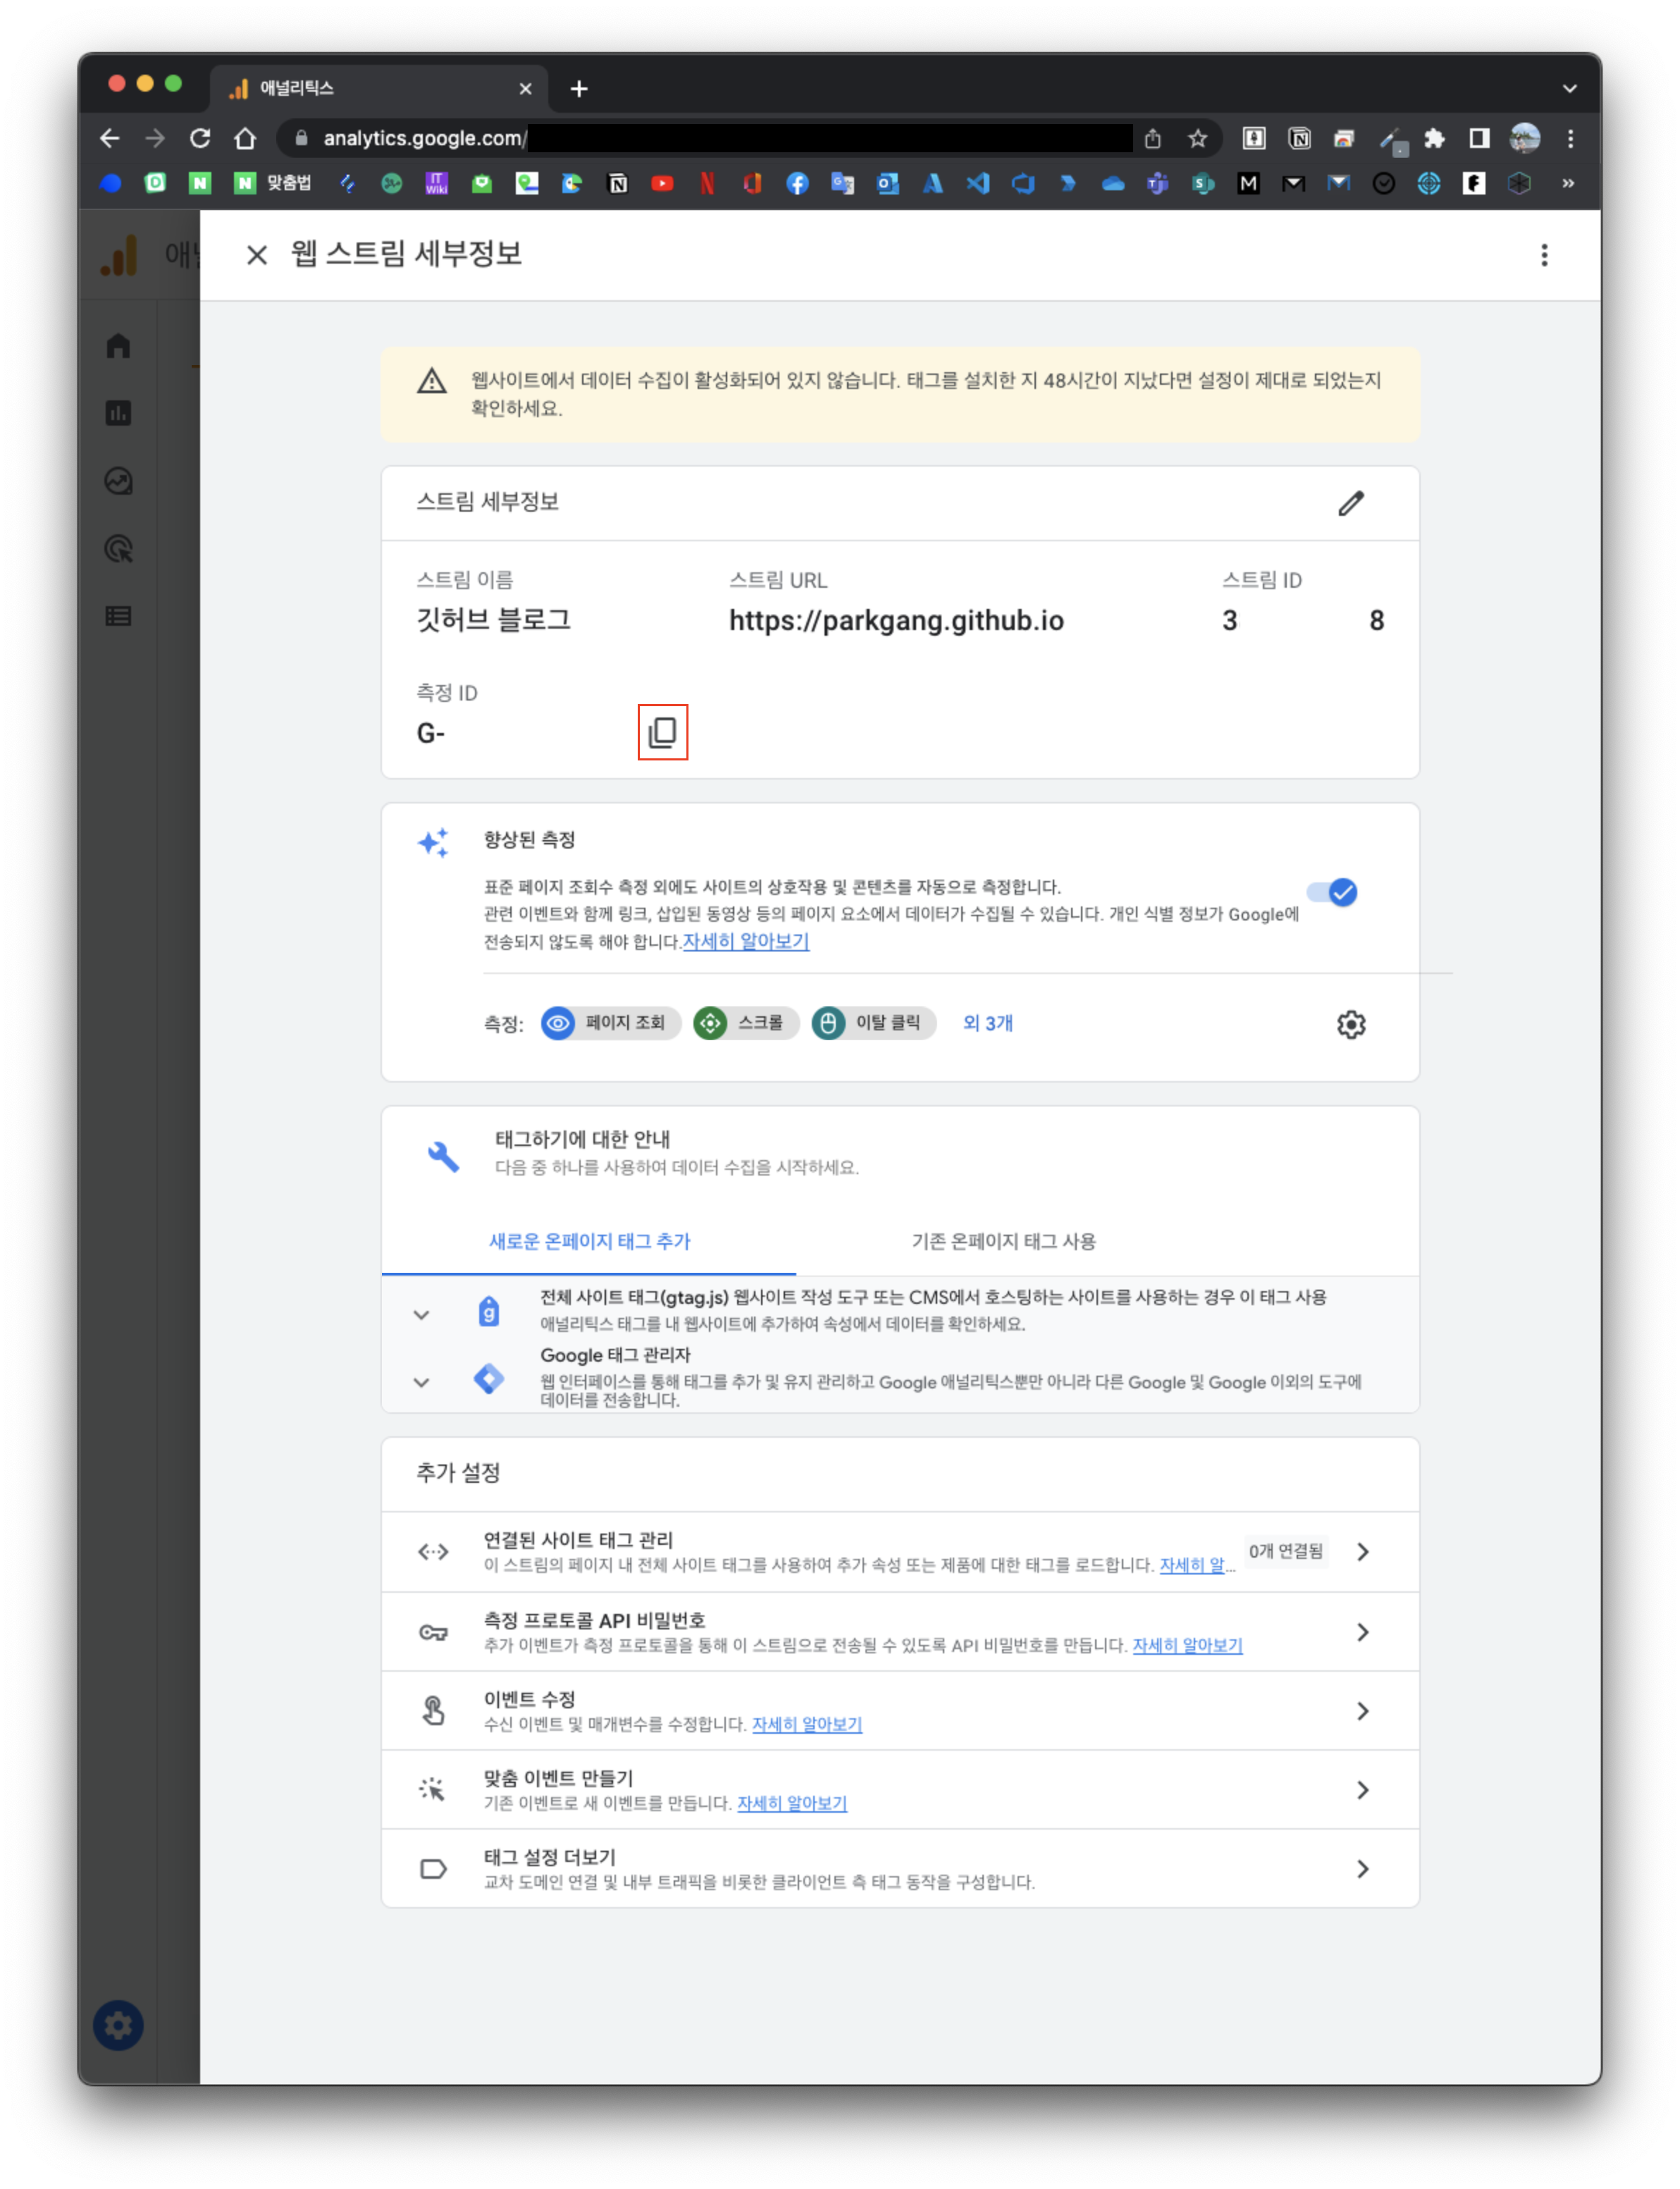 애널리틱스
analytics.google.com/
맞춤법
IT Wiki
애널
웹 스트림 세부정보
웹사이트에서 데이터 수집이 활성화되어 있지 않습니다. 태그를 설치한 지 48시간이 지났다면 설정이 제대로 되었는지
확인하세요.
스트림 세부정보
스트림 이름 스트림 URL 스트림 ID
깃허브 블로그 https://parkgang.github.io 3 8
측정 ID
G-
향상된 측정
표준 페이지 조회수 측정 외에도 사이트의 상호작용 및 콘텐츠를 자동으로 측정합니다.
관련 이벤트와 함께 링크, 삽입된 동영상 등의 페이지 요소에서 데이터가 수집될 수 있습니다. 개인 식별 정보가 Google에
전송되지 않도록 해야 합니다.자세히 알아보기
측정: 페이지 조회 스크롤 이탈 클릭 외 3개
태그하기에 대한 안내
다음 중 하나를 사용하여 데이터 수집을 시작하세요.
새로운 온페이지 태그 추가 기존 온페이지 태그 사용
전체 사이트 태그(gtag.js) 웹사이트 작성 도구 또는 CMS에서 호스팅하는 사이트를 사용하는 경우 이 태그 사용
애널리틱스 태그를 내 웹사이트에 추가하여 속성에서 데이터를 확인하세요.
Google 태그 관리자
웹 인터페이스를 통해 태그를 추가 및 유지 관리하고 Google 애널리틱스뿐만 아니라 다른 Google 및 Google 이외의 도구에
데이터를 전송합니다.
추가 설정
연결된 사이트 태그 관리
이 스트림의 페이지 내 전체 사이트 태그를 사용하여 추가 속성 또는 제품에 대한 태그를 로드합니다. 자세히 알... 0개 연결됨
측정 프로토콜 API 비밀번호
추가 이벤트가 측정 프로토콜을 통해 이 스트림으로 전송될 수 있도록 API 비밀번호를 만듭니다. 자세히 알아보기
이벤트 수정
수신 이벤트 및 매개변수를 수정합니다. 자세히 알아보기
맞춤 이벤트 만들기
기존 이벤트로 새 이벤트를 만듭니다. 자세히 알아보기
태그 설정 더보기
교차 도메인 연결 및 내부 트래픽을 비롯한 클라이언트 측 태그 동작을 구성합니다.